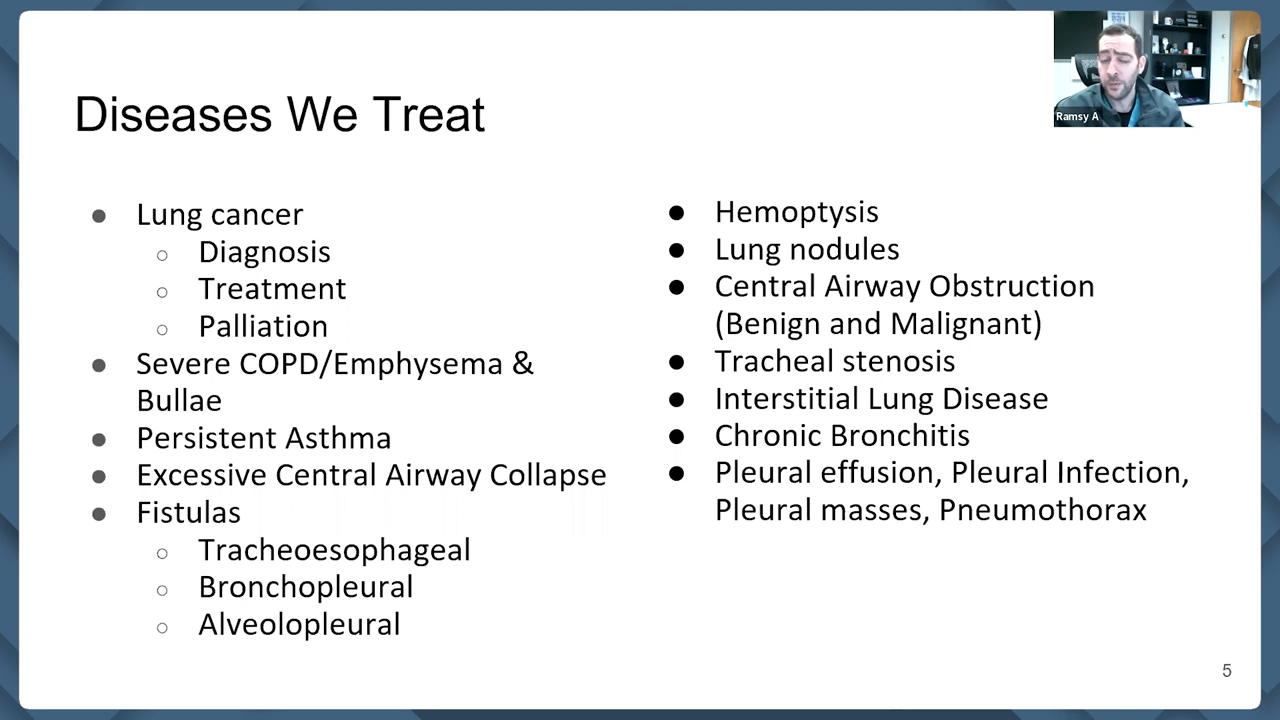 Diseases We Treat
Ramsy A
● Lung cancer
○ Diagnosis
○ Treatment
○ Palliation
● Severe COPD/Emphysema &
Bullae
● Persistent Asthma
● Excessive Central Airway Collapse
● Fistulas
○ Tracheoesophageal
○ Bronchopleural
○ Alveolopleural
● Hemoptysis
● Lung nodules
● Central Airway Obstruction
(Benign and Malignant)
● Tracheal stenosis
● Interstitial Lung Disease
● Chronic Bronchitis
● Pleural effusion, Pleural Infection,
Pleural masses, Pneumothorax
5